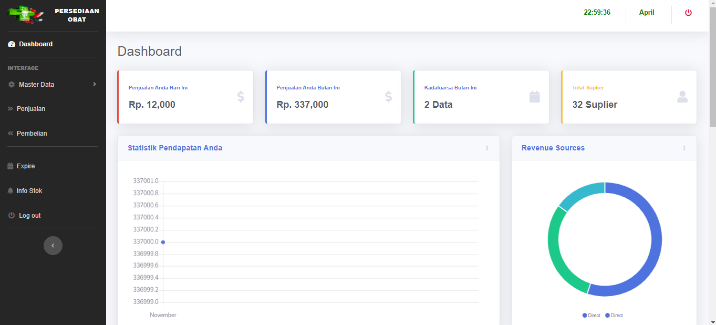 PERSEDIAAN
OBAT
22:59:36
April
Dashboard
INTERFACE
Master Data
Penjualan
Pembelian
Expire
Info Stok
Log out
Dashboard
Penjualan Anda Hari Ini
Rp. 12,000
Penjualan Anda Bulan Ini
Rp. 337,000
Kadaluarsa Bulan Ini
2 Data
Total Suplier
32 Suplier
Statistik Pendapatan Anda
337001.0
337000.8
337000.6
337000.4
337000.2
337000.0
336999.8
336999.6
336999.4
336999.2
336999.0
November
Revenue Sources
Direct
Direct